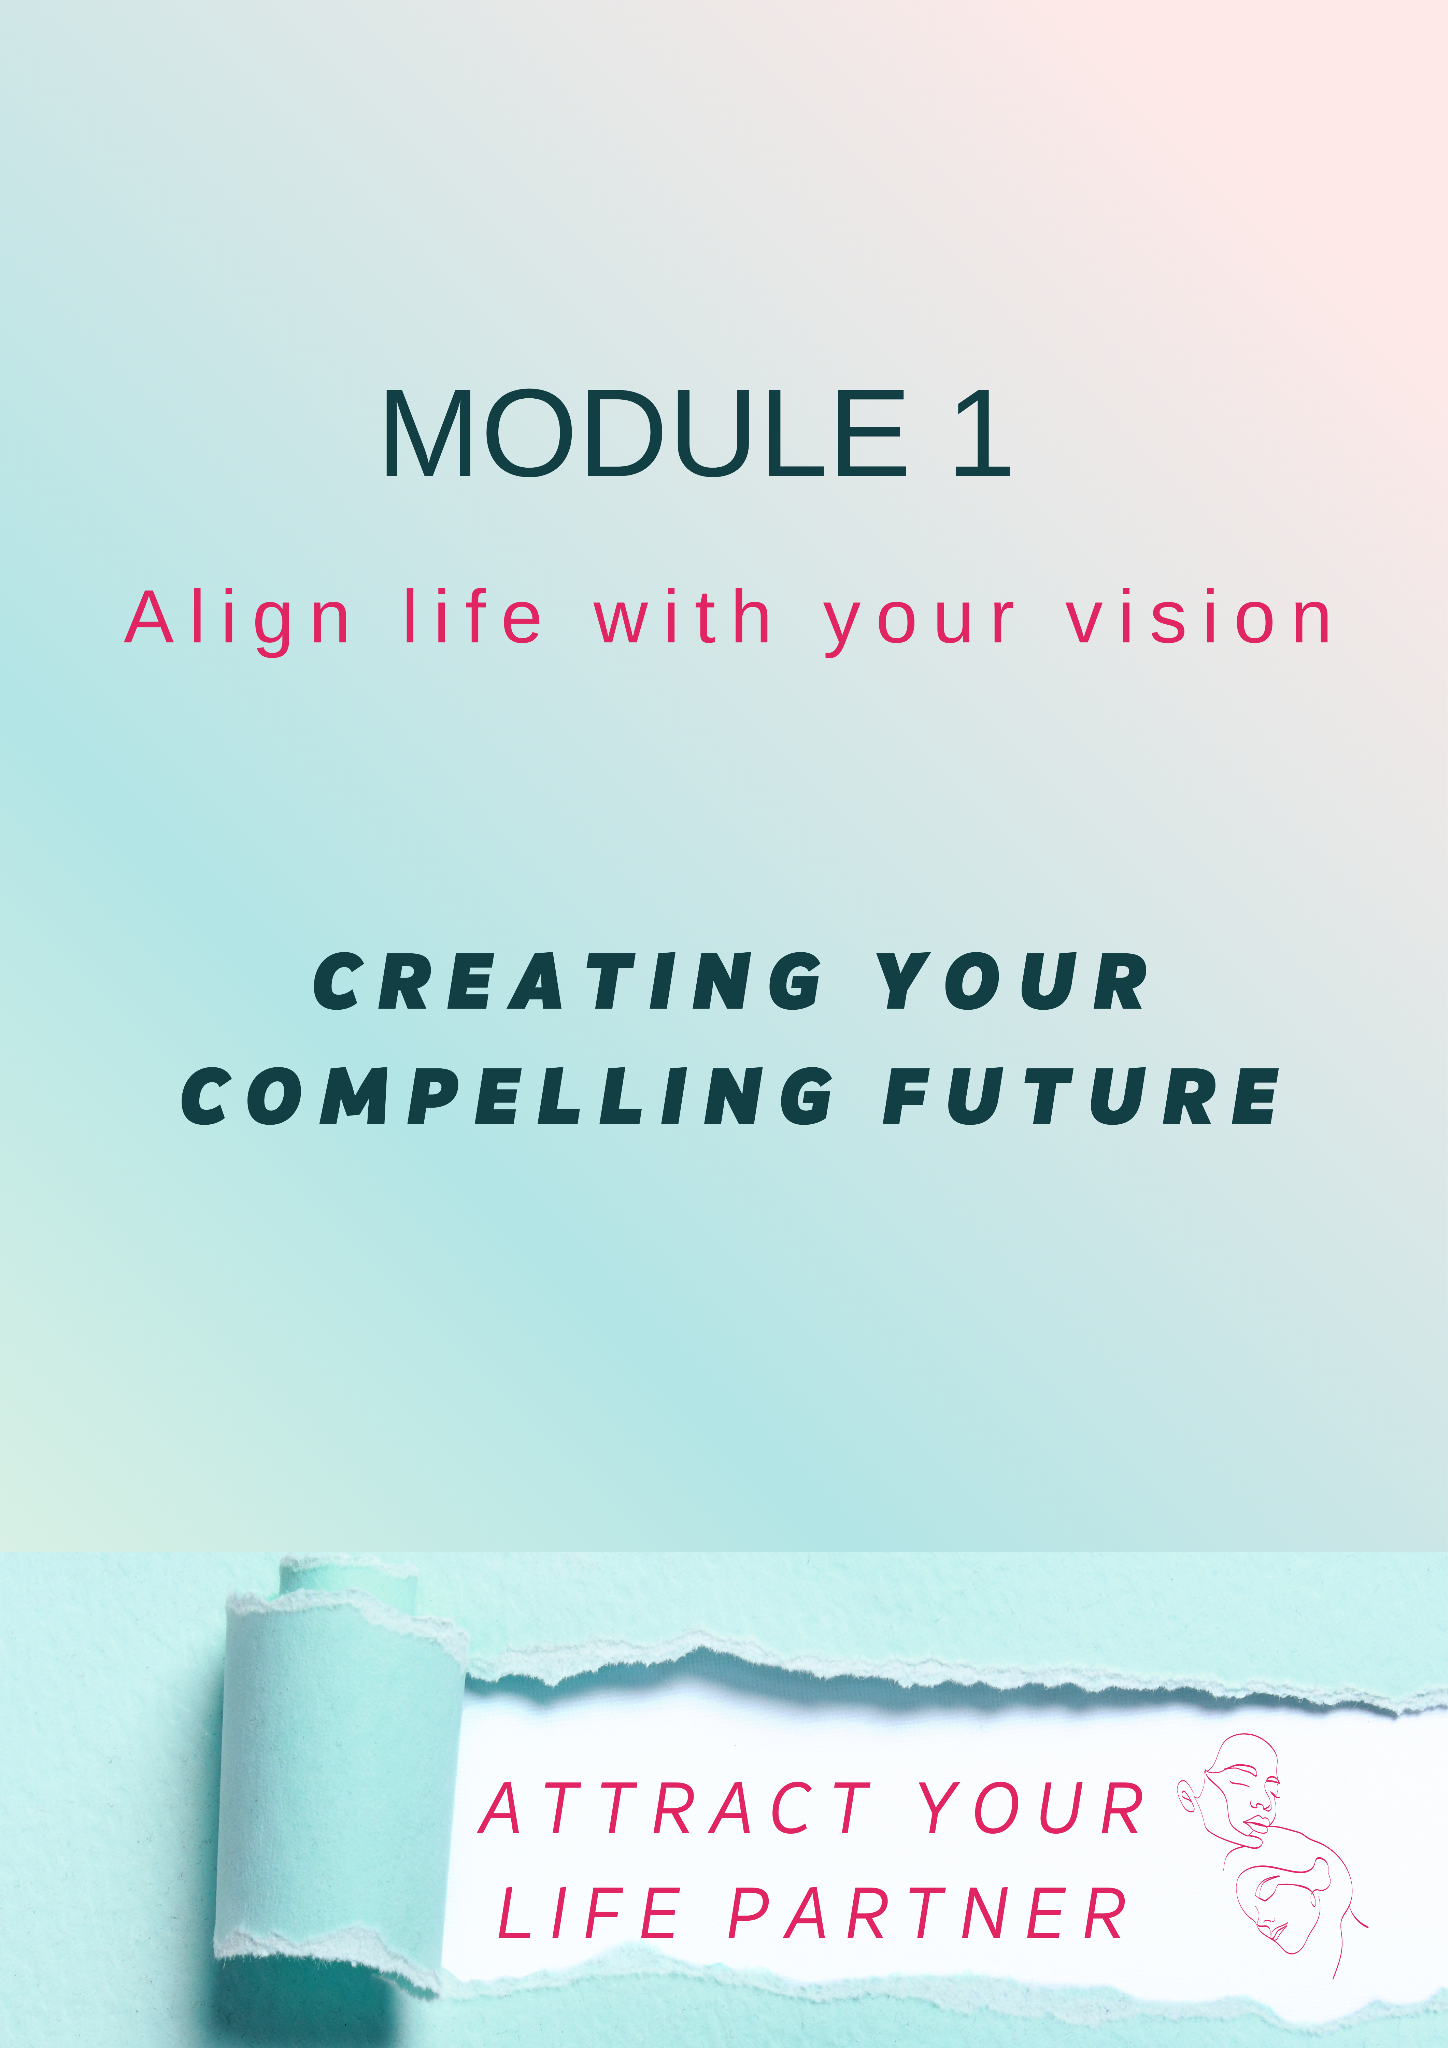 MODULE 1
Align life with your vision
CREATING YOUR
COMPELLING FUTURE
ATTRACT YOUR
LIFE PARTNER